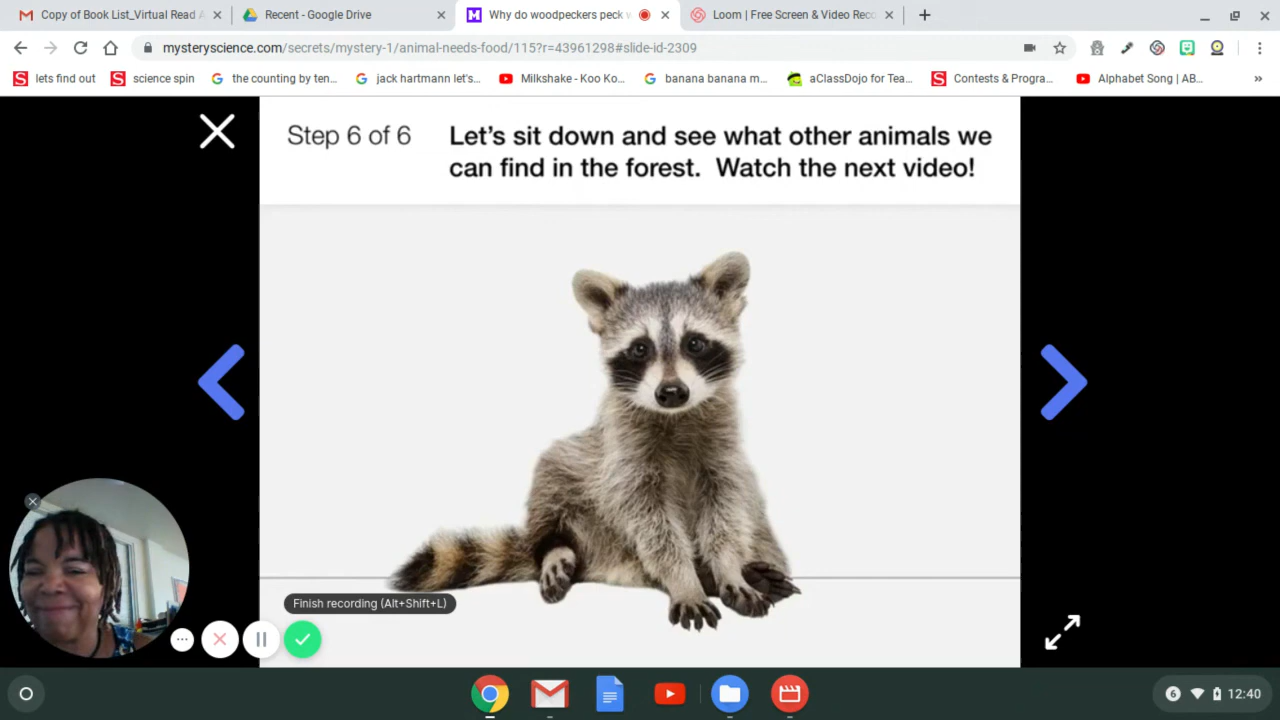 Copy of Book List_Virtual Read A
Recent - Google Drive
Why do woodpeckers peck w
Loom | Free Screen & Video Reco
mysteryscience.com/secrets/mystery-1/animal-needs-food/115?r=43961298#slide-id-2309
lets find out
science spin
the counting by ten...
jack hartmann let's...
Milkshake - Koo Ko...
banana banana m...
aClassDojo for Tea...
Contests & Progra...
Alphabet Song | AB...
Step 6 of 6
Let's sit down and see what other animals we
can find in the forest. Watch the next video!
Finish recording (Alt+Shift+L)
6
12:40